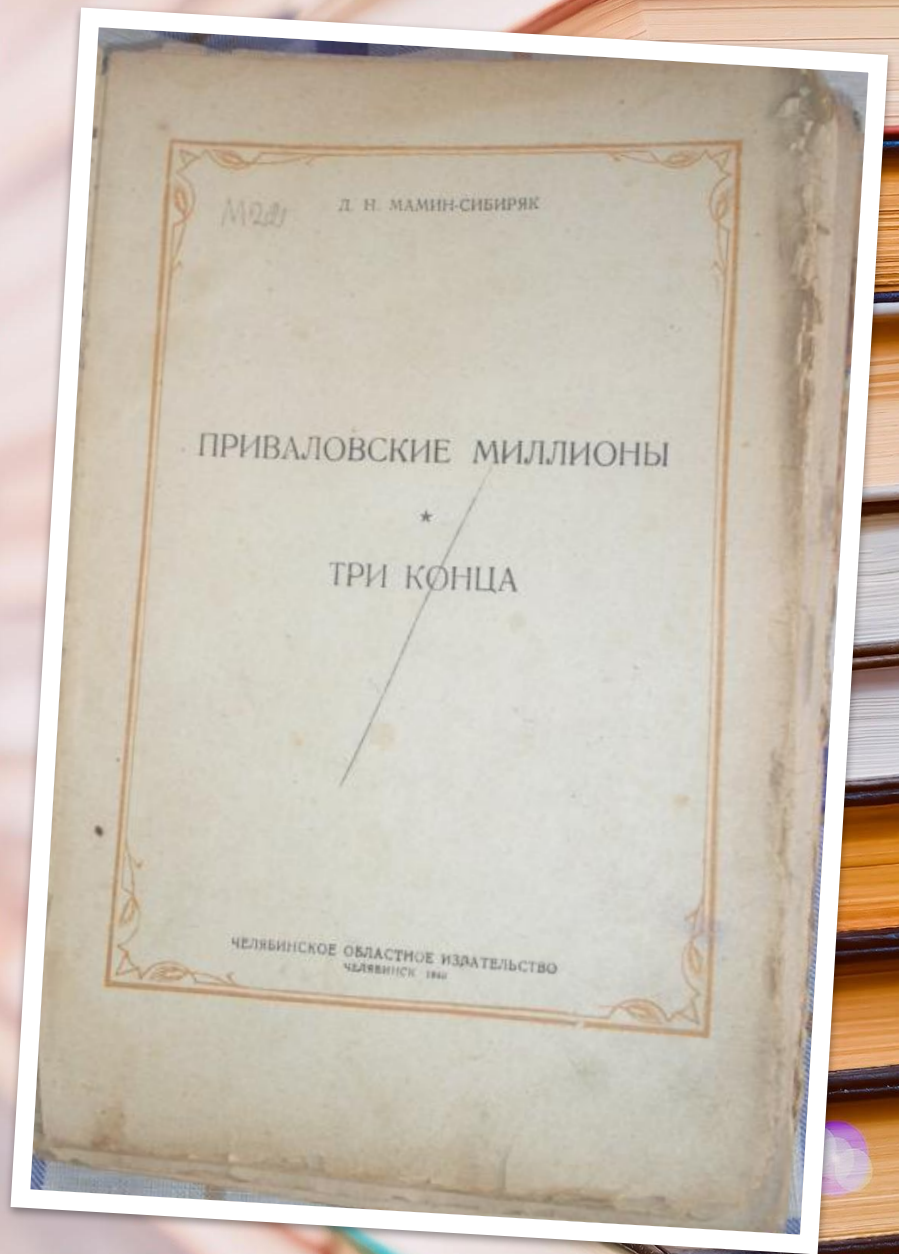 Д. Н. МАМИН-СИБИРЯК
ПРИВАЛОВСКИЕ МИЛЛИОНЫ
★
ТРИ КОНЦА
ЧЕЛЯБИНСКОЕ ОБЛАСТНОЕ ИЗДАТЕЛЬСТВО
ЧЕЛЯБИНСК